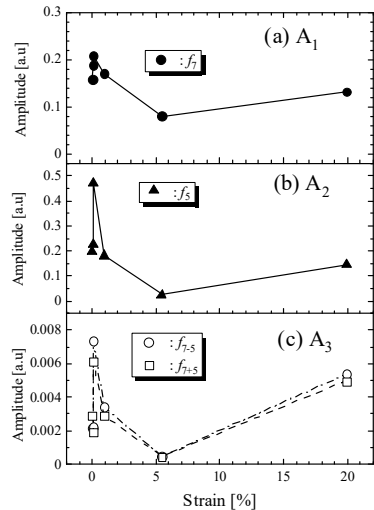 (a) A1
: f7
Amplitude [a.u]
0.3
0.2
0.1
0
(b) A2
: f5
Amplitude [a.u]
0.5
0.4
0.3
0.2
0.1
0
(c) A3
: f7-5
: f7+5
Amplitude [a.u]
0.008
0.006
0.004
0.002
0
0 5 10 15 20
Strain [%]